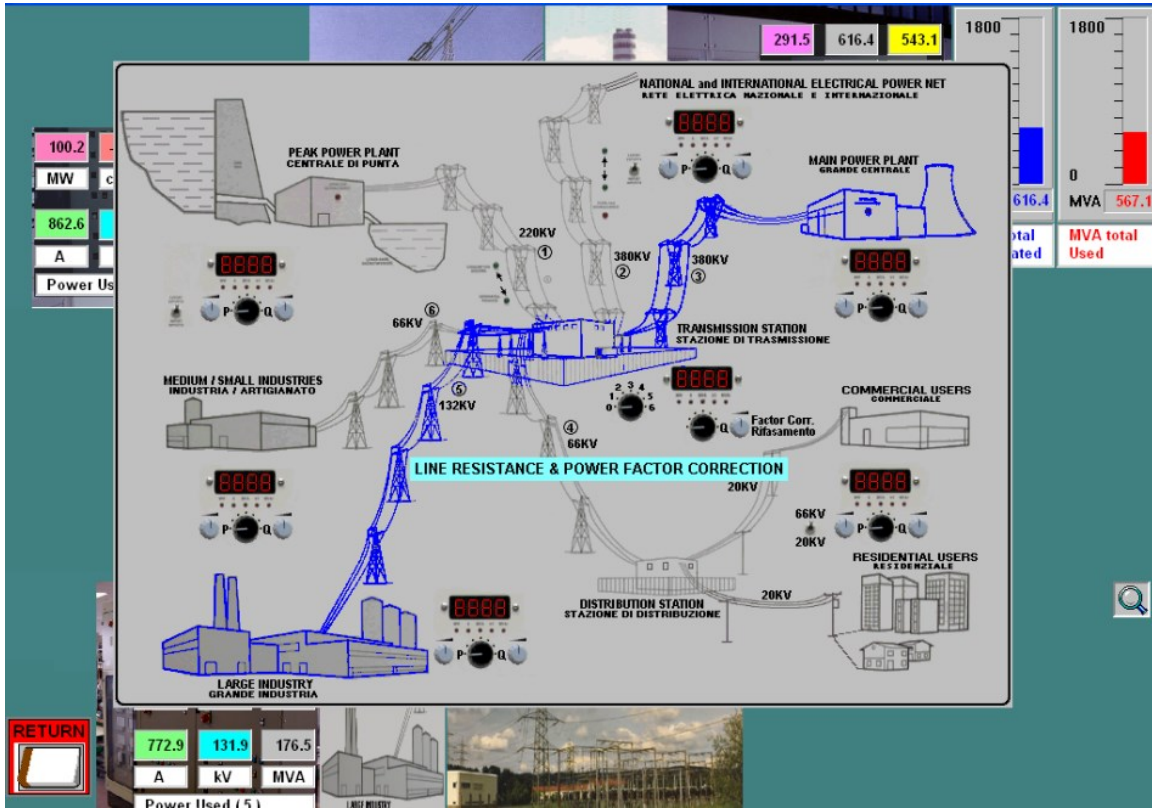 1800
1800
291.5 616.4 543.1
NATIONAL and INTERNATIONAL ELECTRICAL POWER NET
RETE ELETTRICA NAZIONALE E INTERNAZIONALE
100.2
MW
862.6
A
Power Us
PEAK POWER PLANT
CENTRALE DI PUNTA
P Q
MAIN POWER PLANT
GRANDE CENTRALE
0
616.4
MVA 567.1
otal
ated
MVA total
Used
220KV
1
380KV
2
380KV
3
P Q
P Q
6
66KV
TRANSMISSION STATION
STAZIONE DI TRASMISSIONE
MEDIUM / SMALL INDUSTRIES
INDUSTRIA / ARTIGIANATO
5
132KV
0 1 2 3 4 5 6
Q
Factor Corr.
Rifasamento
COMMERCIAL USERS
COMMERCIALE
4
66KV
LINE RESISTANCE & POWER FACTOR CORRECTION
20KV
P Q
66KV
20KV
P Q
RESIDENTIAL USERS
RESIDENZIALE
20KV
DISTRIBUTION STATION
STAZIONE DI DISTRIBUZIONE
P Q
LARGE INDUSTRY
GRANDE INDUSTRIA
RETURN
772.9 131.9 176.5
A kV MVA
Power Used ( 5 )
LARGE INDUSTRY